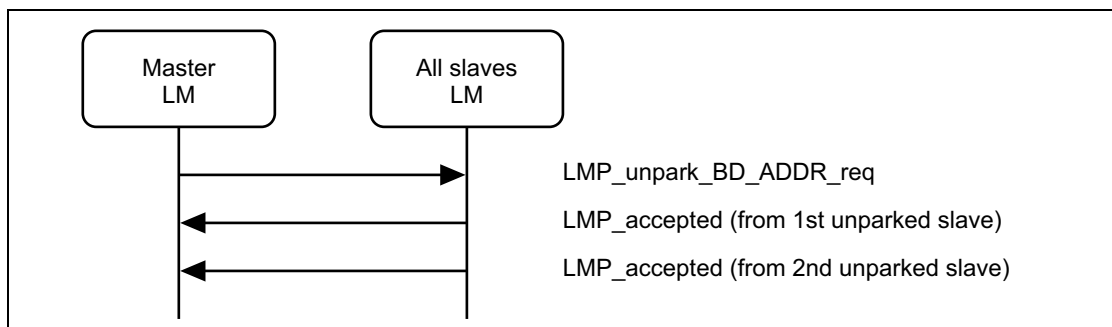 Master
LM
All slaves
LM
LMP_unpark_BD_ADDR_req
LMP_accepted (from 1st unparked slave)
LMP_accepted (from 2nd unparked slave)